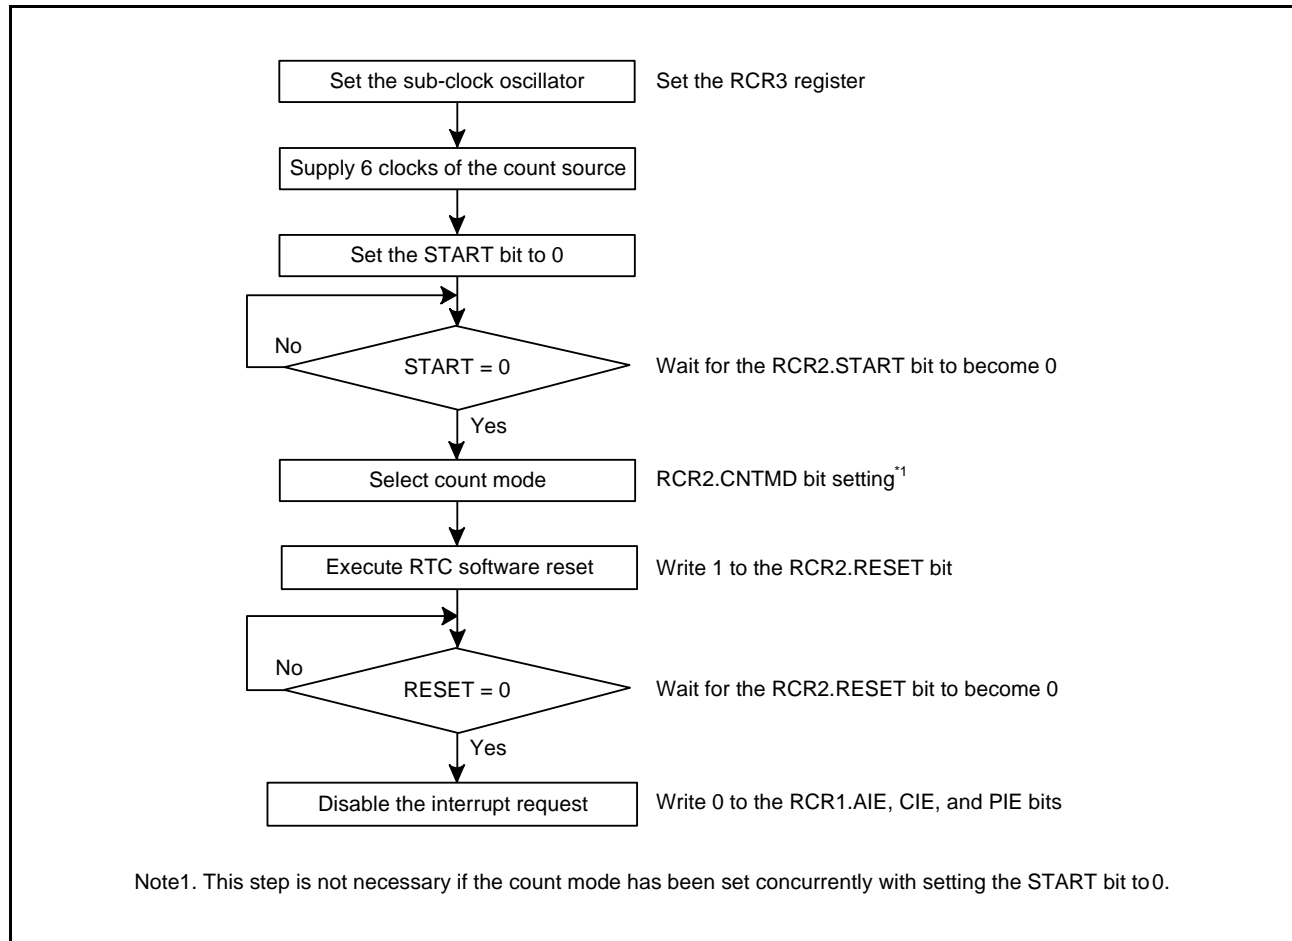 Set the sub-clock oscillator
Set the RCR3 register
Supply 6 clocks of the count source
Set the START bit to 0
No
START = 0
Wait for the RCR2.START bit to become 0
Yes
Select count mode
RCR2.CNTMD bit setting*1
Execute RTC software reset
Write 1 to the RCR2.RESET bit
No
RESET = 0
Wait for the RCR2.RESET bit to become 0
Yes
Disable the interrupt request
Write 0 to the RCR1.AIE, CIE, and PIE bits
Note1. This step is not necessary if the count mode has been set concurrently with setting the START bit to 0.